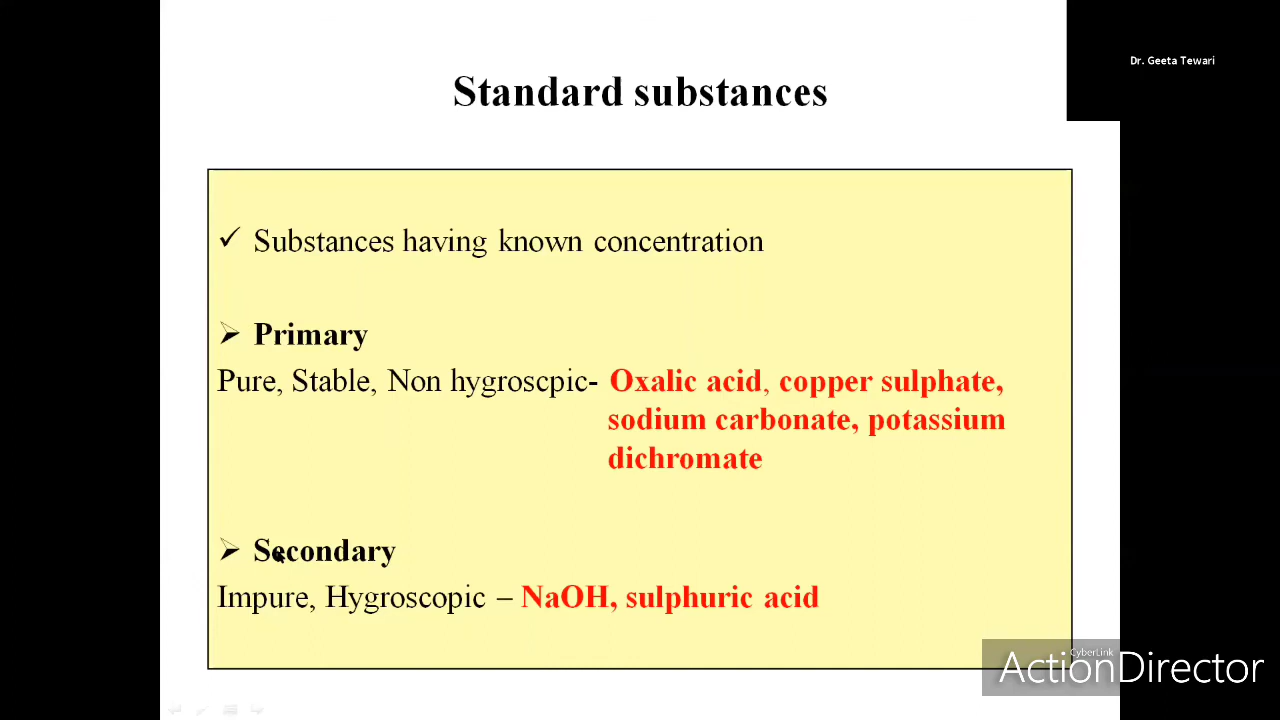 Dr. Geeta Tewari
Standard substances
✓ Substances having known concentration
➢ Primary
Pure, Stable, Non hygroscpic- Oxalic acid, copper sulphate,
sodium carbonate, potassium
dichromate
➢ Secondary
Impure, Hygroscopic – NaOH, sulphuric acid
CyberLink
ActionDirector